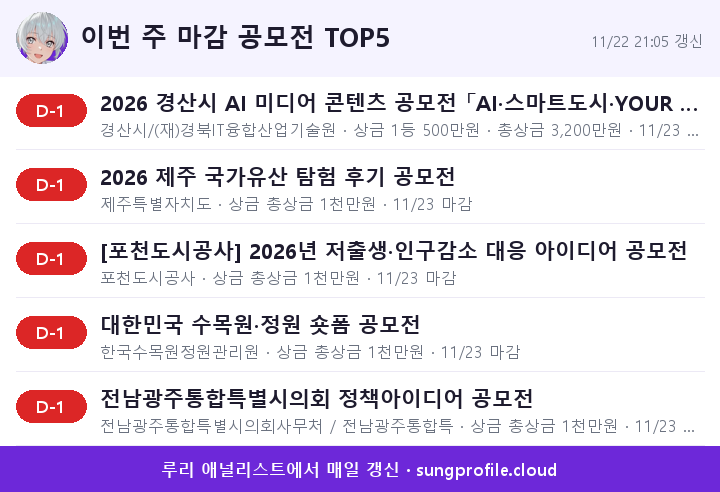 이번 주 마감 공모전 TOP5
11/22 21:05 갱신
D-1
2026 경산시 AI 미디어 콘텐츠 공모전 「AI·스마트도시·YOUR ...
경산시/(재)경북IT융합산업기술원 · 상금 1등 500만원 · 총상금 3,200만원 · 11/23 ...
D-1
2026 제주 국가유산 탐험 후기 공모전
제주특별자치도 · 상금 총상금 1천만원 · 11/23 마감
D-1
[포천도시공사] 2026년 저출생·인구감소 대응 아이디어 공모전
포천도시공사 · 상금 총상금 1천만원 · 11/23 마감
D-1
대한민국 수목원·정원 숏폼 공모전
한국수목원정원관리원 · 상금 총상금 1천만원 · 11/23 마감
D-1
전남광주통합특별시의회 정책아이디어 공모전
전남광주통합특별시의회사무처 / 전남광주통합특 · 상금 총상금 1천만원 · 11/23 ...
루리 애널리스트에서 매일 갱신 · sungprofile.cloud